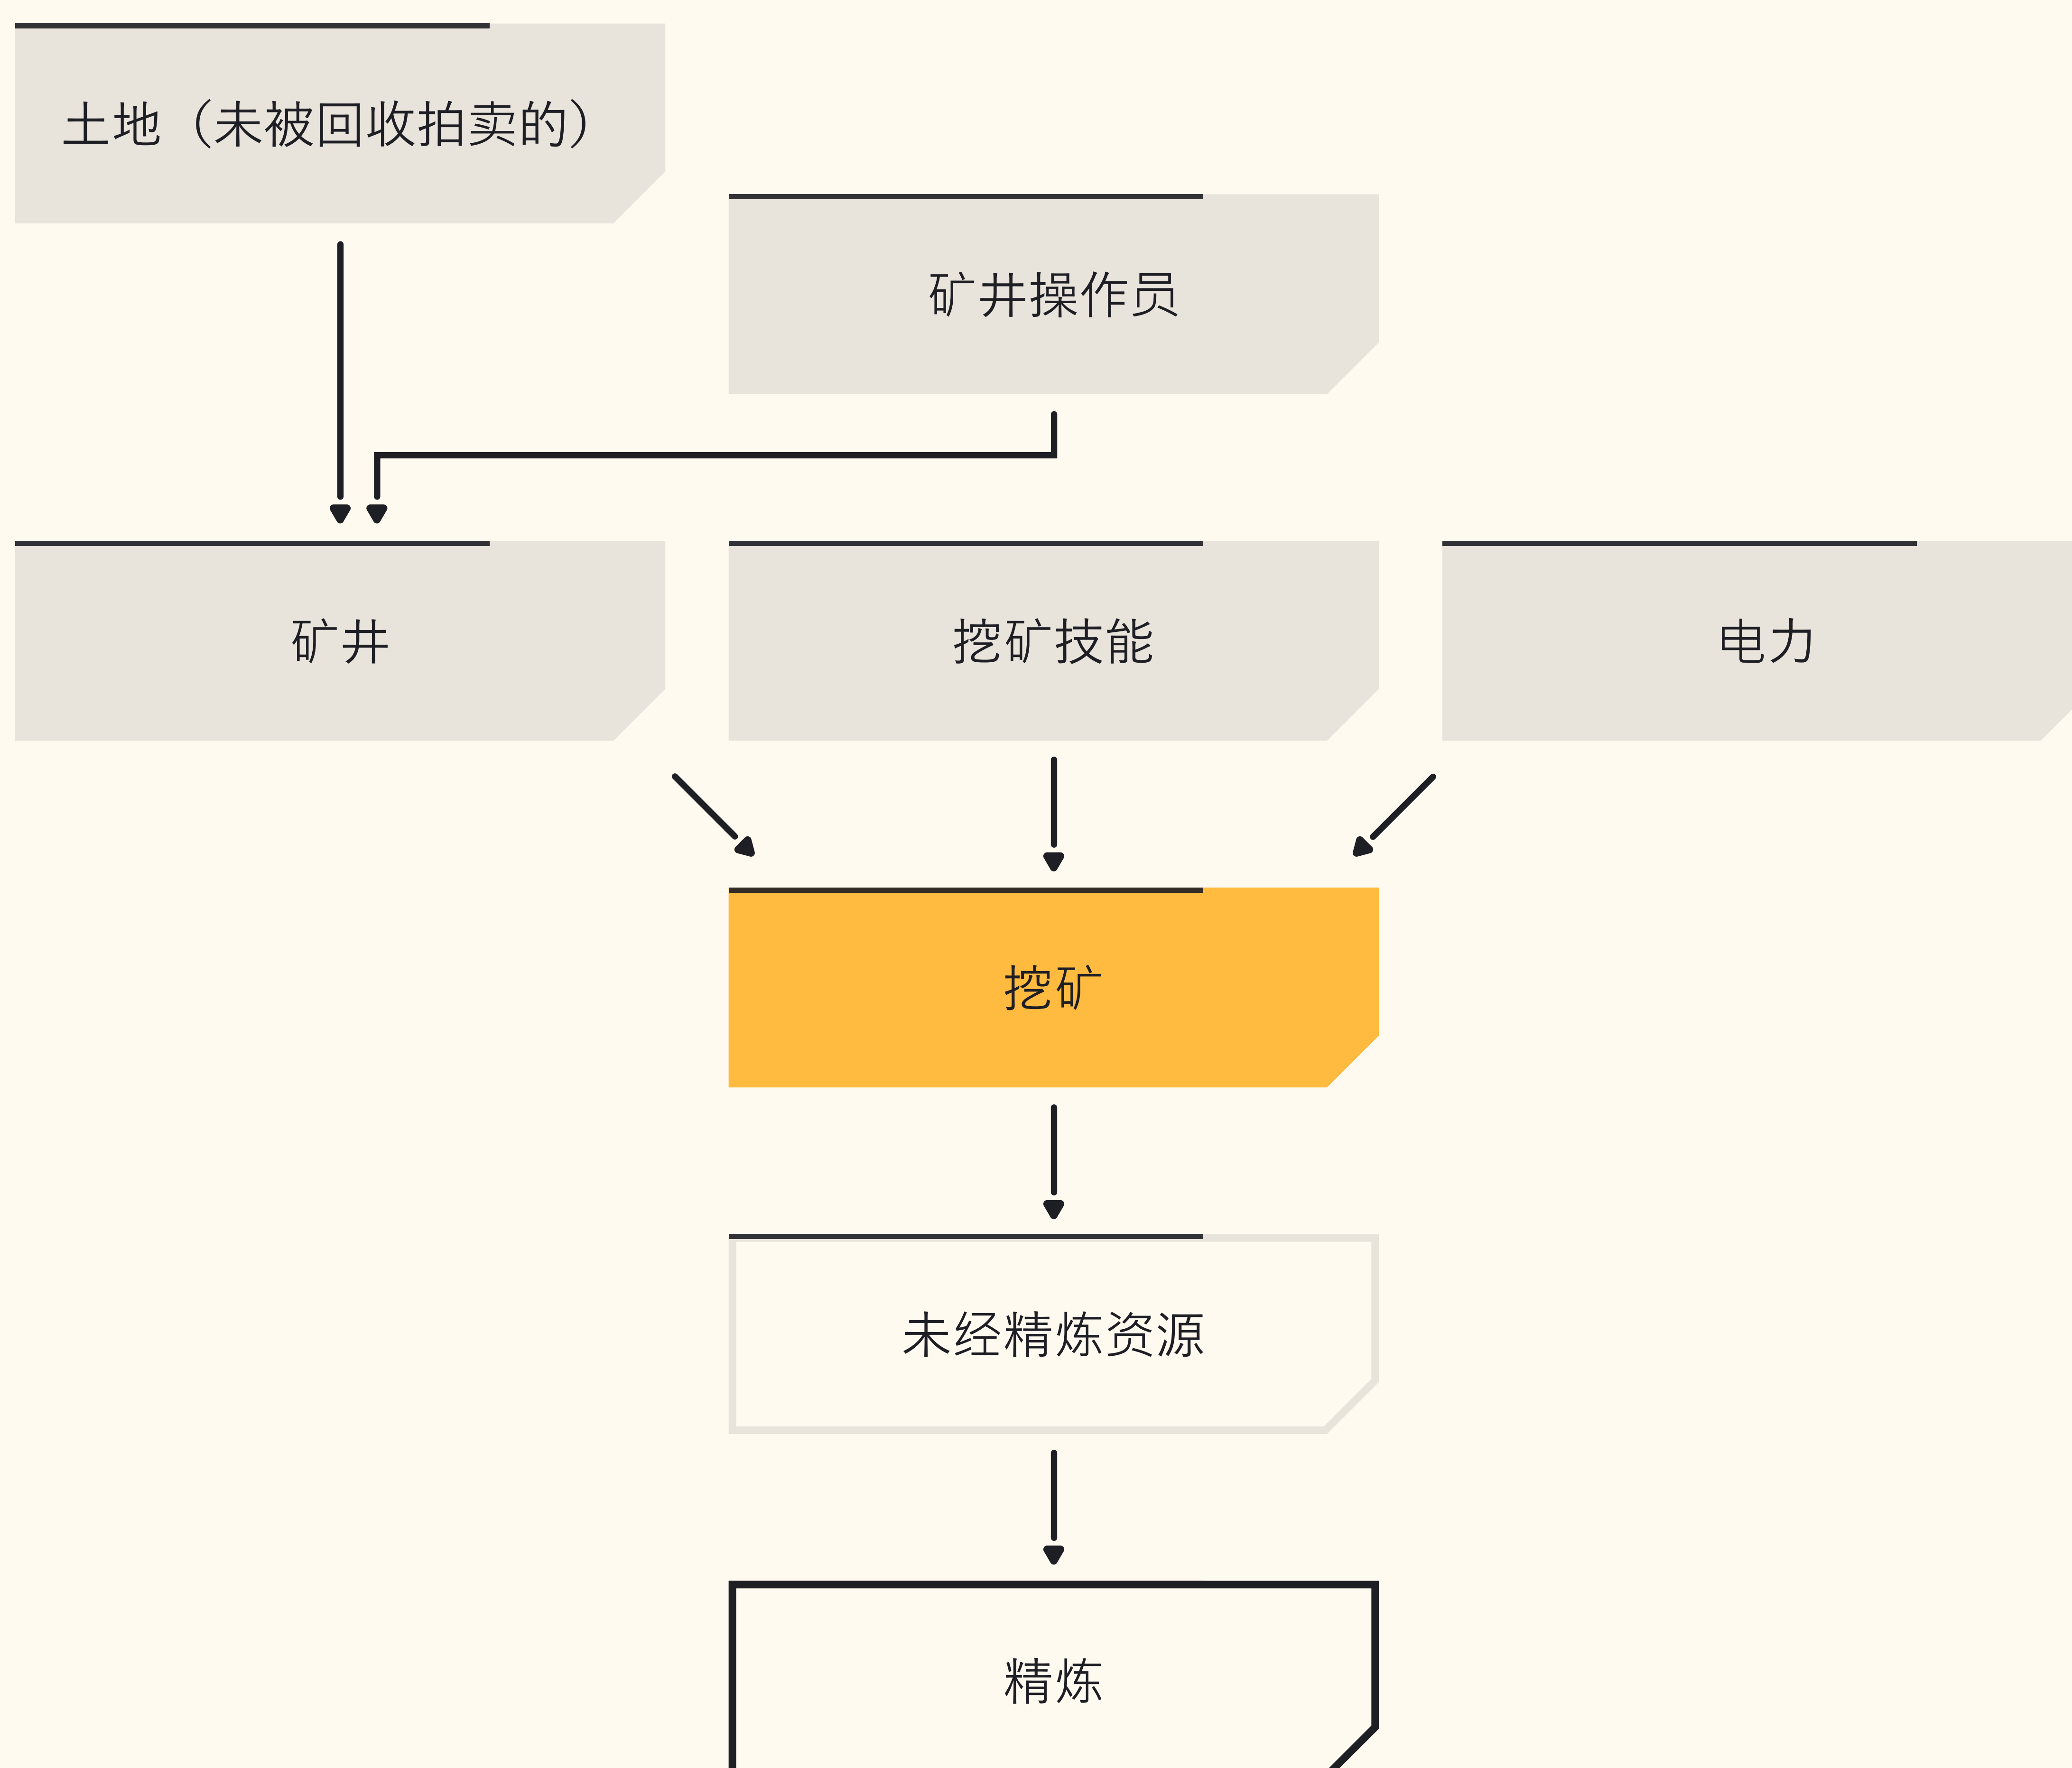 土地（未被回收拍卖的）
矿井操作员
矿井
挖矿技能
电力
挖矿
未经精炼资源
精炼